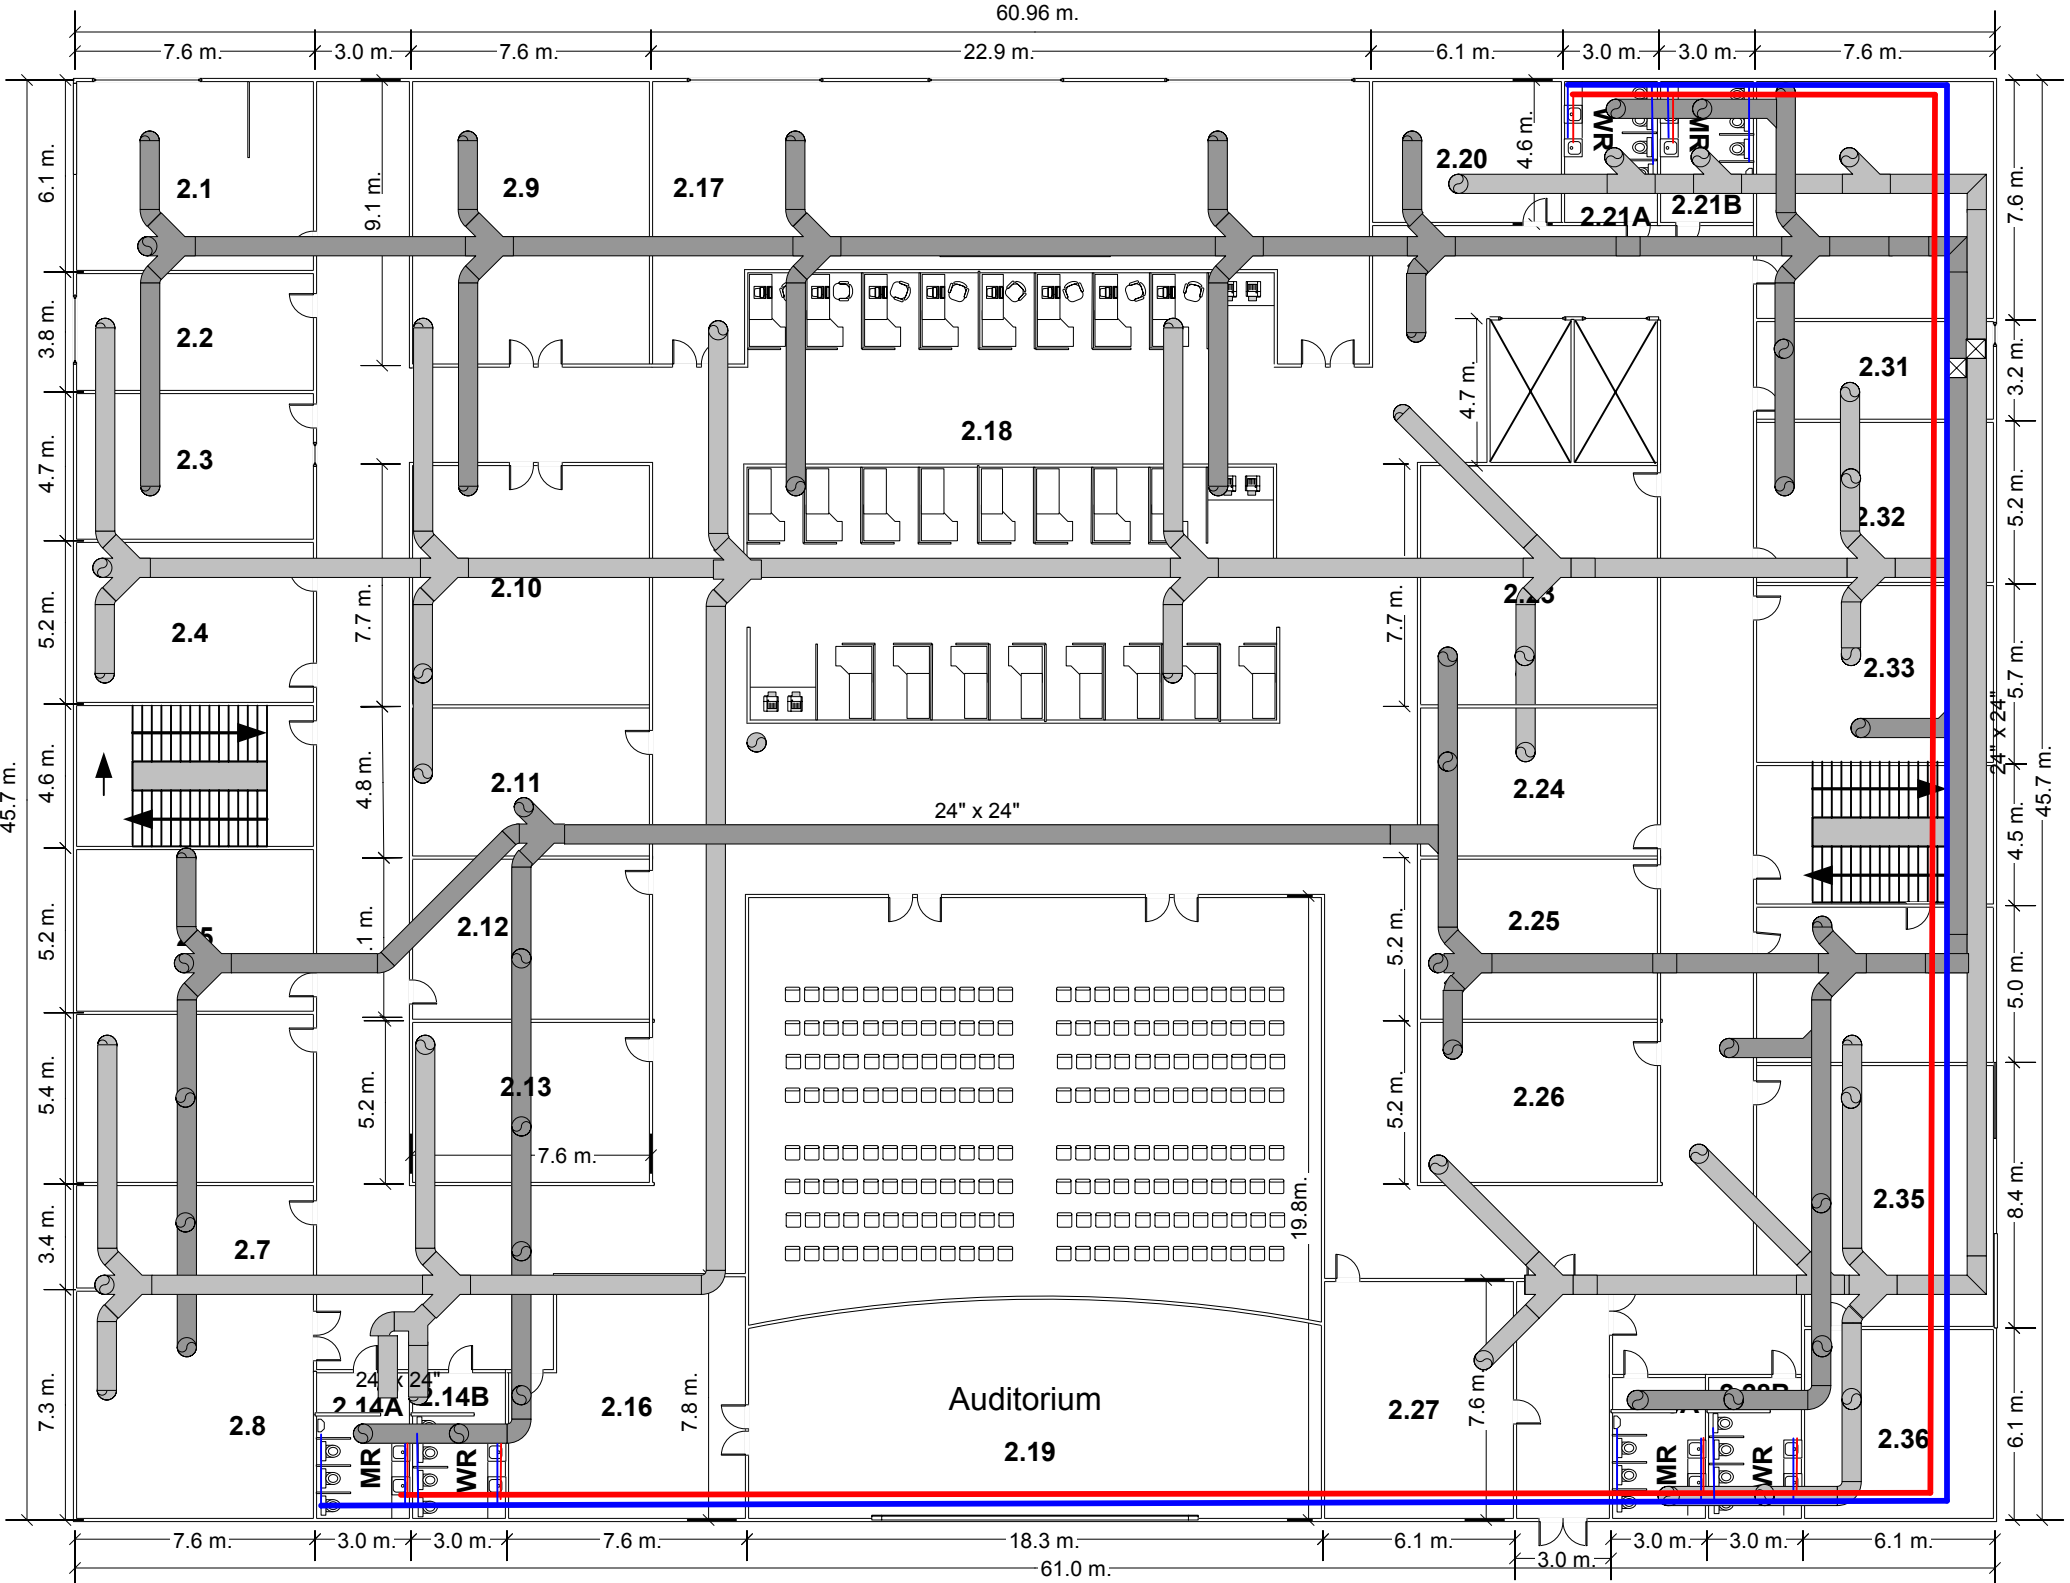 60.96 m.
7.6 m.
3.0 m.
7.6 m.
22.9 m.
6.1 m.
3.0 m.
3.0 m.
7.6 m.
6.1 m.
2.1
9.1 m.
2.9
2.17
2.20
4.6 m.
WR
MR
2.21A
2.21B
7.6 m.
3.8 m.
2.2
2.31
3.2 m.
4.7 m.
2.3
2.18
4.7 m.
2.32
5.2 m.
5.2 m.
2.4
7.7 m.
2.10
7.7 m.
2.23
2.33
5.7 m.
24" x 24"
45.7 m.
4.6 m.
4.8 m.
2.11
24" x 24"
2.24
4.5 m.
45.7 m.
5.2 m.
.1 m.
2.12
5.2 m.
2.25
5.0 m.
5.4 m.
5.2 m.
2.13
7.6 m.
5.2 m.
2.26
3.4 m.
2.7
19.8m.
2.35
8.4 m.
7.3 m.
2.8
24" x 24"
2.14A
2.14B
MR
WR
2.16
7.8 m.
Auditorium
2.19
2.27
7.6 m.
MR
WR
2.36
6.1 m.
7.6 m.
3.0 m.
3.0 m.
7.6 m.
18.3 m.
6.1 m.
3.0 m.
3.0 m.
3.0 m.
6.1 m.
61.0 m.